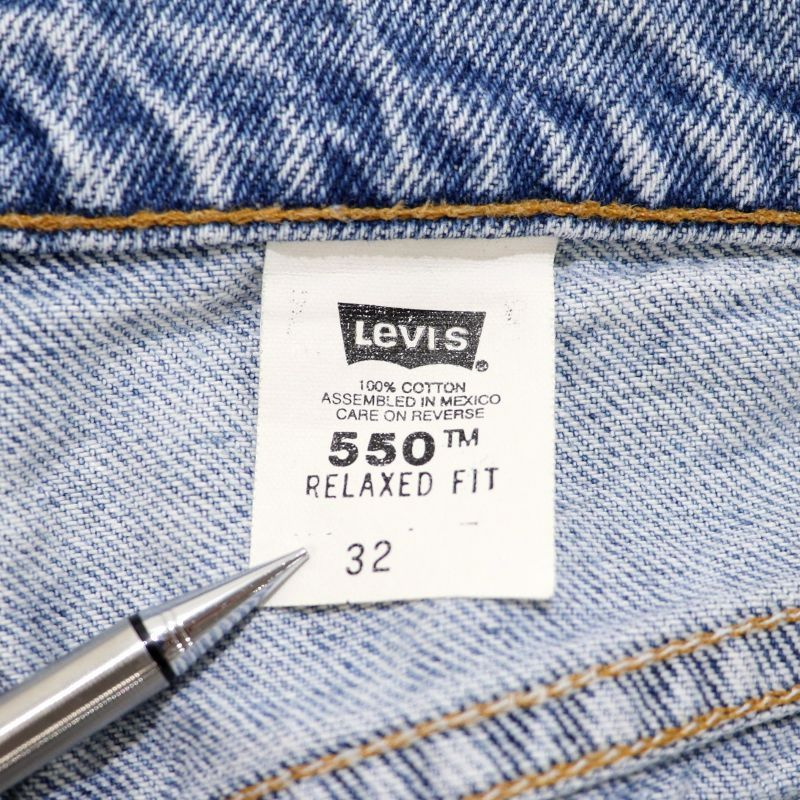 LEVI'S®
100% COTTON
ASSEMBLED IN MEXICO
CARE ON REVERSE
550™
RELAXED FIT
32